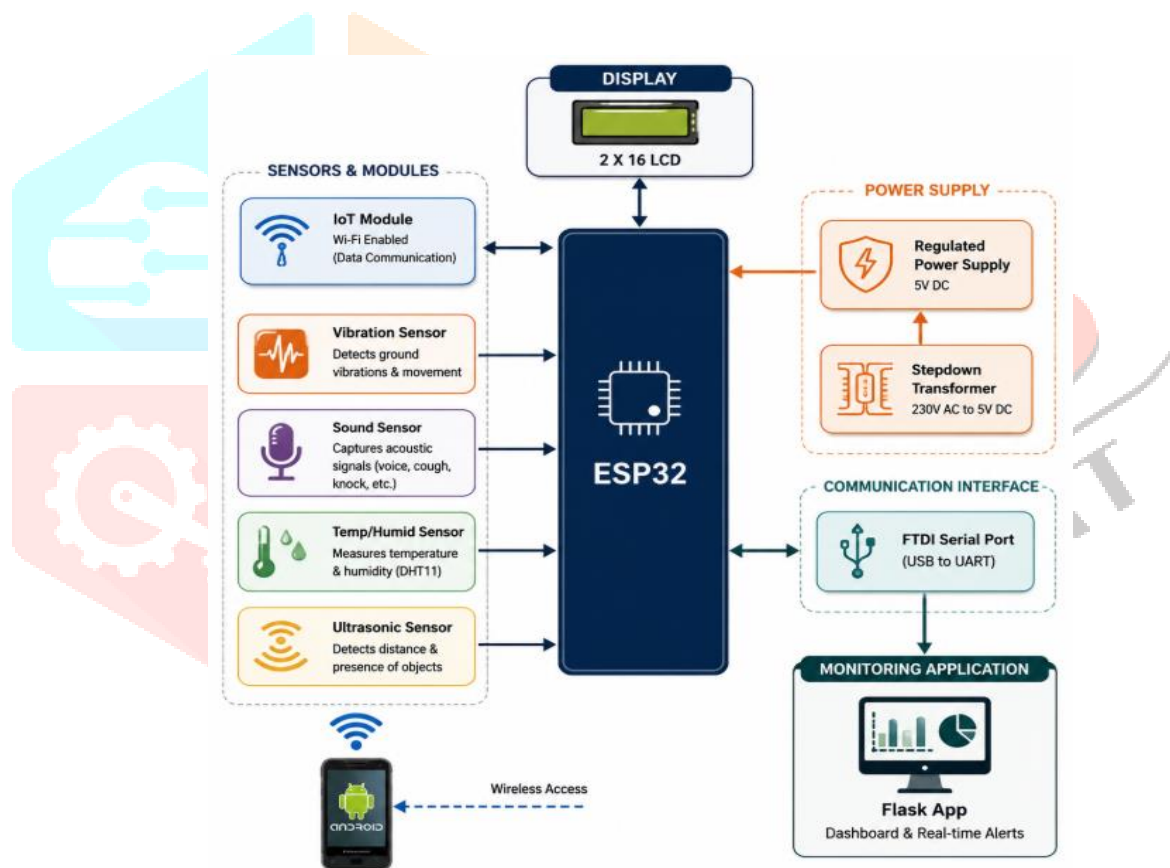 DISPLAY
2 X 16 LCD
SENSORS & MODULES
IoT Module
Wi-Fi Enabled
(Data Communication)
Vibration Sensor
Detects ground
vibrations & movement
Sound Sensor
Captures acoustic
signals (voice, cough,
knock, etc.)
Temp/Humid Sensor
Measures temperature
& humidity (DHT11)
Ultrasonic Sensor
Detects distance &
presence of objects
ESP32
POWER SUPPLY
Regulated
Power Supply
5V DC
Stepdown
Transformer
230V AC to 5V DC
COMMUNICATION INTERFACE
FTDI Serial Port
(USB to UART)
MONITORING APPLICATION
Flask App
Dashboard & Real-time Alerts
Wireless Access
ANDROID